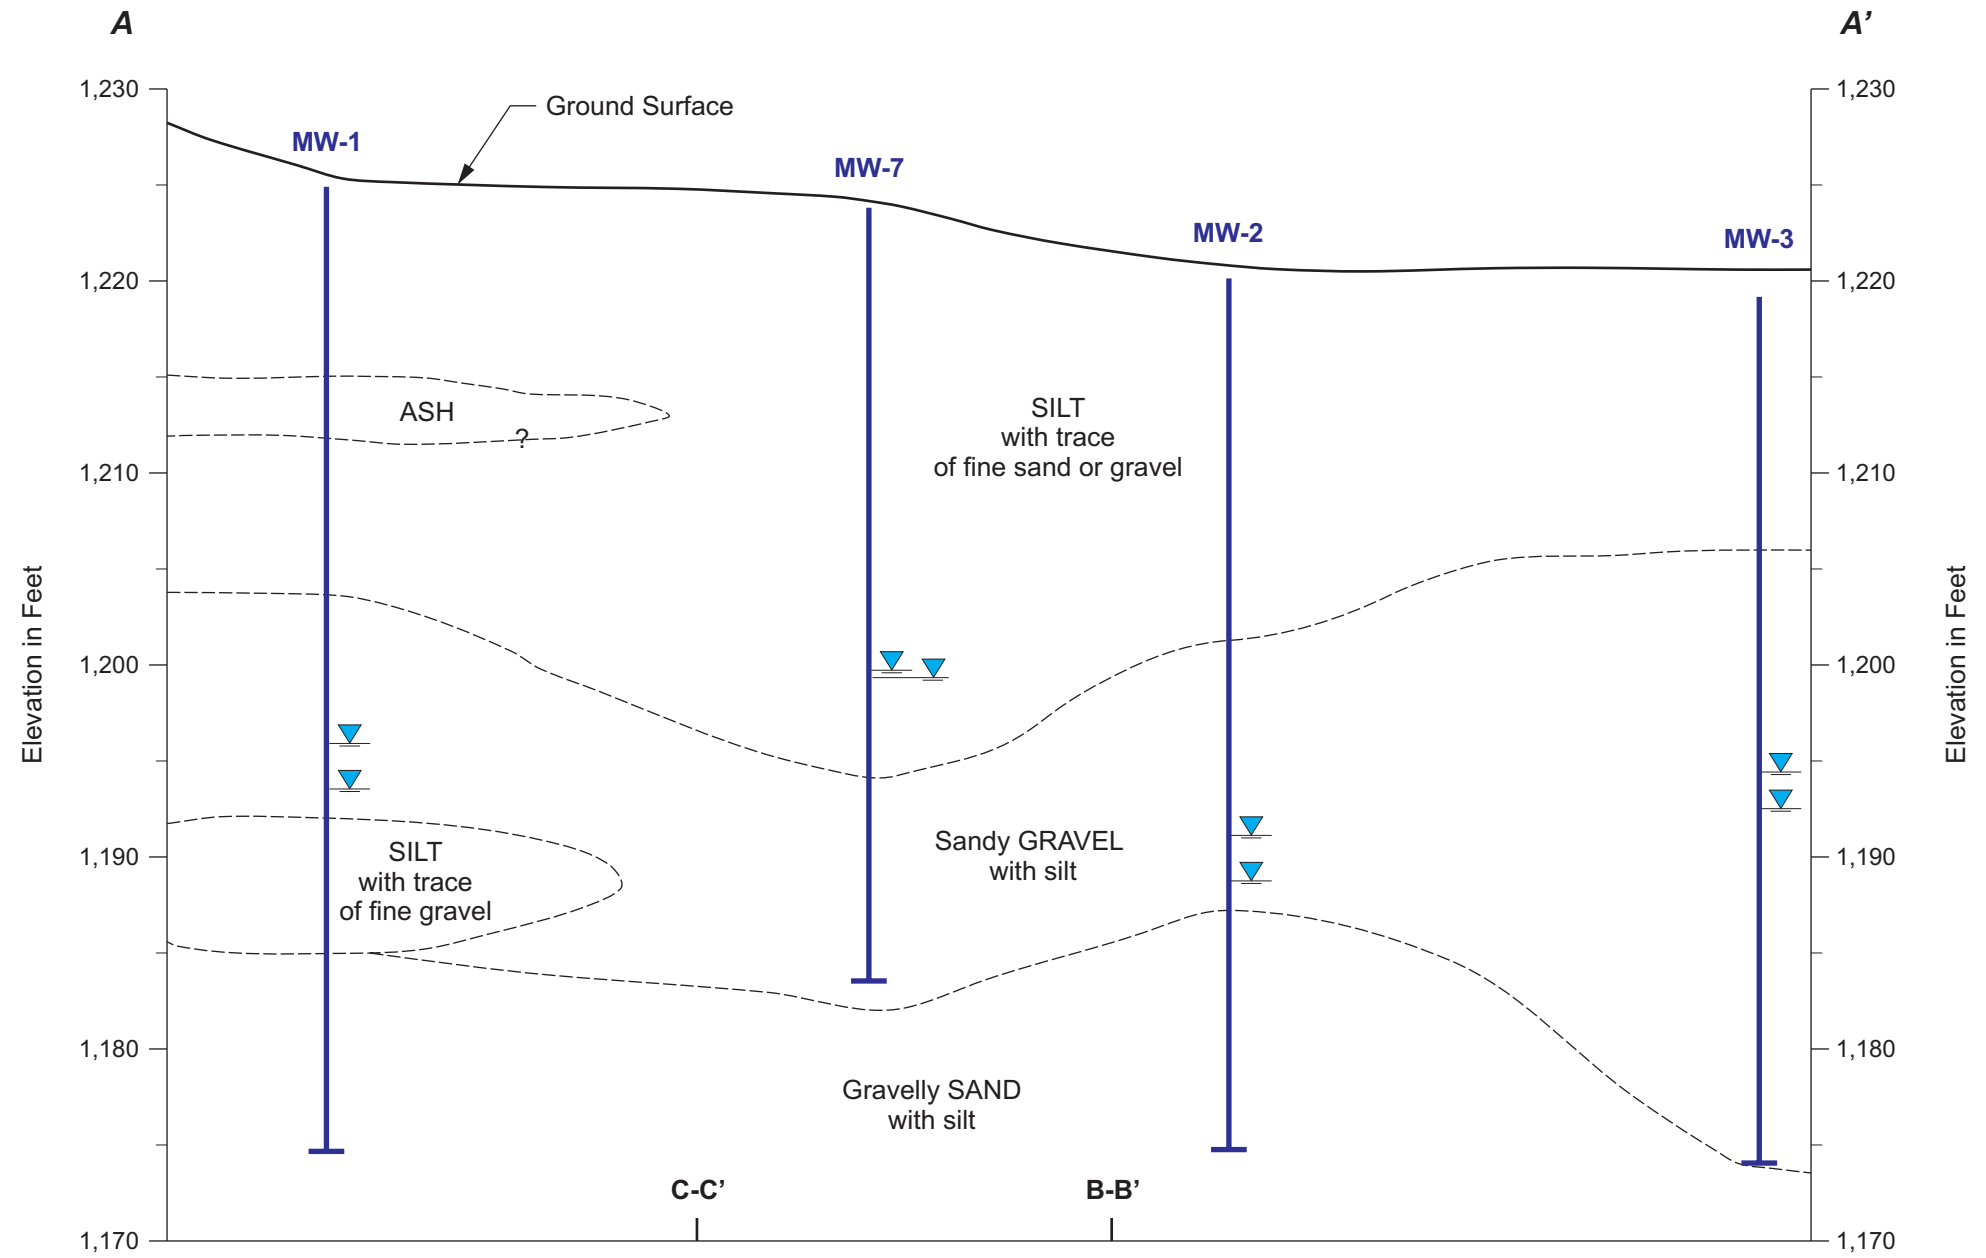 A
A’
1,230
1,230
Ground Surface
MW-1
MW-7
MW-2
MW-3
1,220
1,220
ASH
?
SILT
with trace
of fine sand or gravel
1,210
1,210
Elevation in Feet
Elevation in Feet
1,200
1,200
SILT
with trace
of fine gravel
Sandy GRAVEL
with silt
1,190
1,190
1,180
1,180
Gravelly SAND
with silt
C-C’
B-B’
1,170
1,170